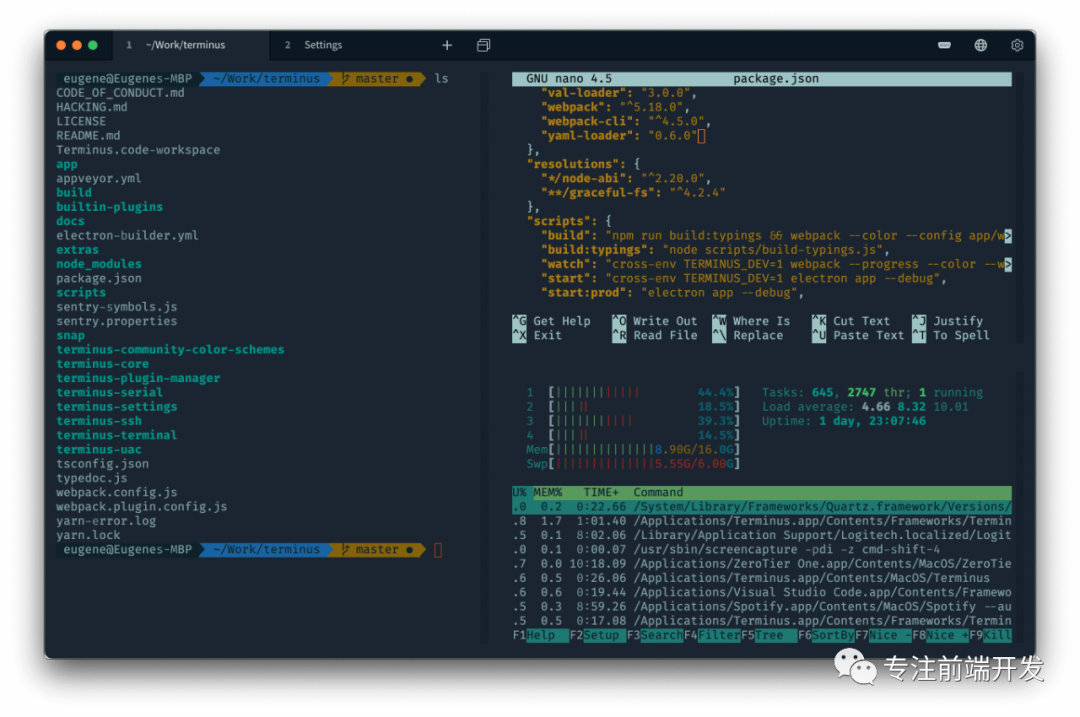 1 ~/Work/terminus
2 Settings
eugene@Eugenes-MBP ~/Work/terminus master ● ls
CODE_OF_CONDUCT.md
HACKING.md
LICENSE
README.md
Terminus.code-workspace
app
appveyor.yml
build
builtin-plugins
docs
electron-builder.yml
extras
node_modules
package.json
scripts
sentry-symbols.js
sentry.properties
snap
terminus-community-color-schemes
terminus-core
terminus-plugin-manager
terminus-serial
terminus-settings
terminus-ssh
terminus-terminal
terminus-uac
tsconfig.json
typedoc.js
webpack.config.js
webpack.plugin.config.js
yarn-error.log
yarn.lock
eugene@Eugenes-MBP ~/Work/terminus master ●
GNU nano 4.5 package.json
"val-loader": "3.0.0",
"webpack": "^5.18.0",
"webpack-cli": "^4.5.0",
"yaml-loader": "0.6.0"
},
"resolutions": {
"*/node-abi": "^2.20.0",
"**/graceful-fs": "^4.2.4"
},
"scripts": {
"build": "npm run build:typings && webpack --color --config app/w>
"build:typings": "node scripts/build-typings.js",
"watch": "cross-env TERMINUS_DEV=1 webpack --progress --color --w>
"start": "cross-env TERMINUS_DEV=1 electron app --debug",
"start:prod": "electron app --debug",
^G Get Help ^O Write Out ^W Where Is ^K Cut Text ^J Justify
^X Exit ^R Read File ^\ Replace ^U Paste Text ^T To Spell
1 [||||||||||||| 44.4%] Tasks: 645, 2747 thr; 1 running
2 [||||| 18.5%] Load average: 4.66 8.32 10.01
3 [|||||||||||| 39.3%] Uptime: 1 day, 23:07:46
4 [||||| 14.5%]
Mem[||||||||||||||8.90G/16.0G]
Swp[||||||||||||||5.55G/6.00G]
U% MEM% TIME+ Command
.0 0.2 0:22.66 /System/Library/Frameworks/Quartz.framework/Versions/
.8 1.7 1:01.40 /Applications/Terminus.app/Contents/Frameworks/Termin
.5 0.1 8:02.06 /Library/Application Support/Logitech.localized/Logit
.0 0.1 0:00.07 /usr/sbin/screencapture -pdi -z cmd-shift-4
.7 0.0 10:18.09 /Applications/ZeroTier One.app/Contents/MacOS/ZeroTie
.6 0.5 0:26.06 /Applications/Terminus.app/Contents/MacOS/Terminus
.6 0.6 0:19.44 /Applications/Visual Studio Code.app/Contents/Framewo
.5 0.3 8:59.26 /Applications/Spotify.app/Contents/MacOS/Spotify --au
.5 0.5 0:17.08 /Applications/Terminus.app/Contents/Frameworks/Termin
F1Help F2Setup F3SearchF4FilterF5Tree F6SortByF7Nice -F8Nice +F9Kill
专注前端开发